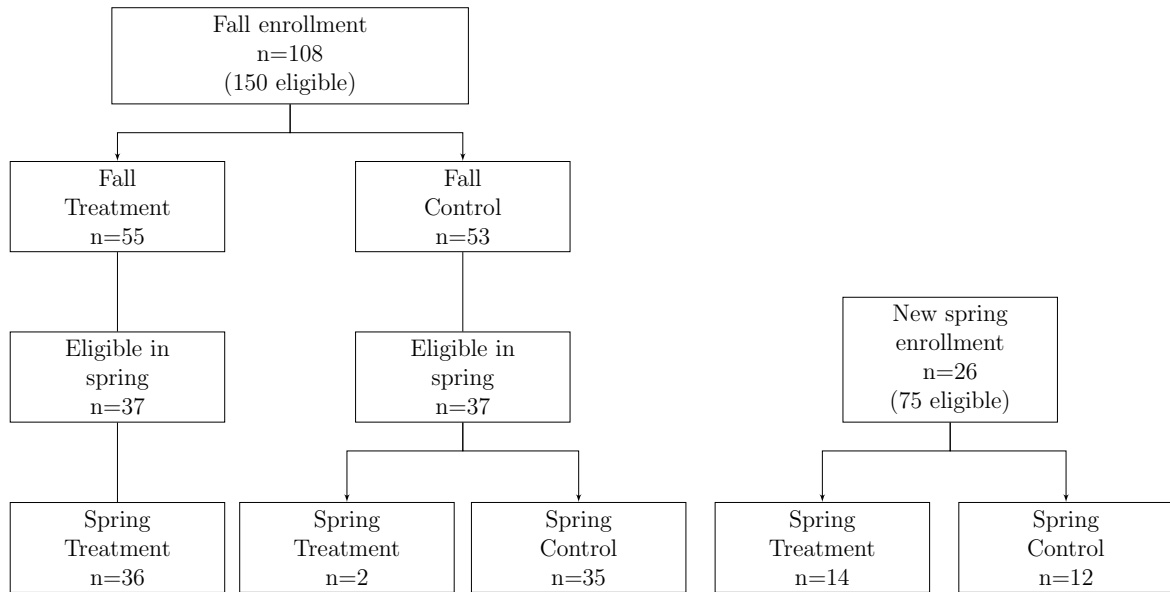 Fall enrollment
n=108
(150 eligible)
Fall
Treatment
n=55
Fall
Control
n=53
Eligible in
spring
n=37
Eligible in
spring
n=37
New spring
enrollment
n=26
(75 eligible)
Spring
Treatment
n=36
Spring
Treatment
n=2
Spring
Control
n=35
Spring
Treatment
n=14
Spring
Control
n=12